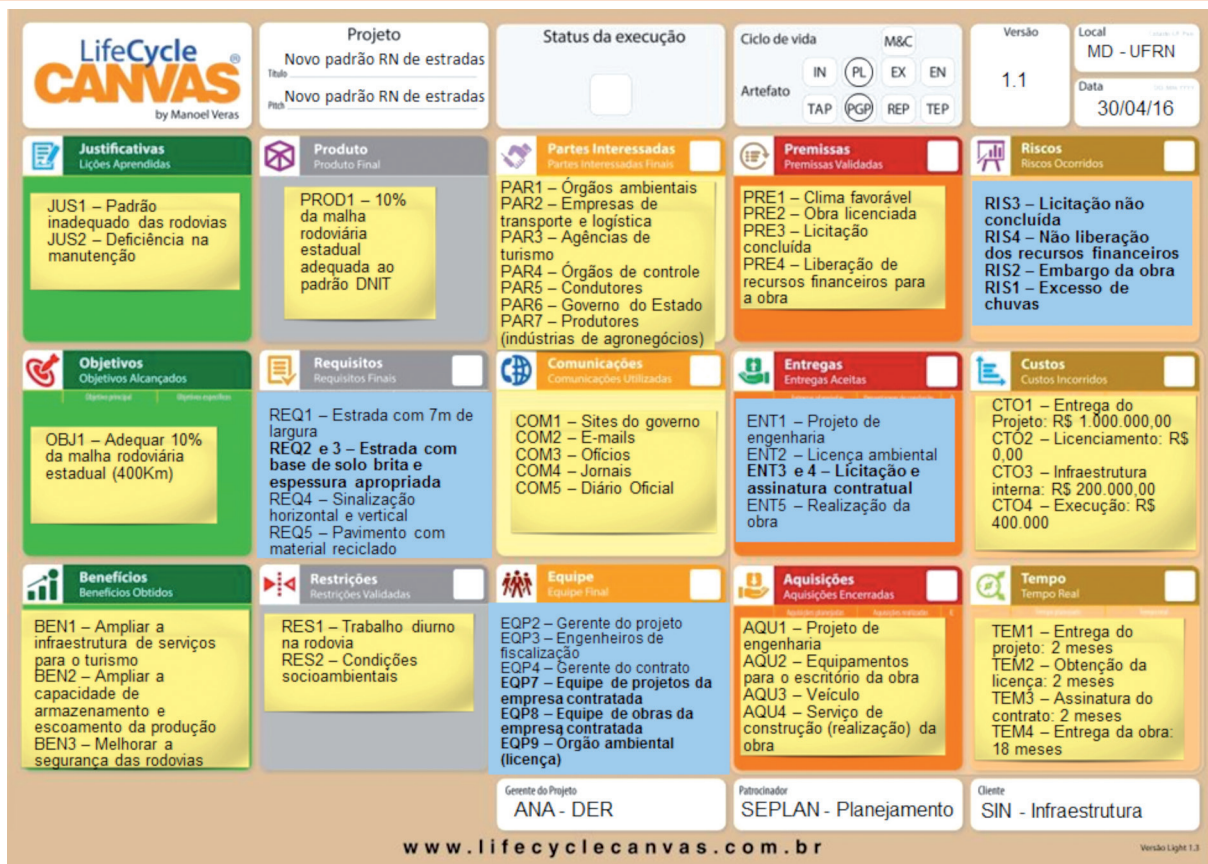 LifeCycle
CANVAS®
by Manoel Veras
Projeto
Novo padrão RN de estradas
Título
Novo padrão RN de estradas
Pitch
Status da execução
Ciclo de vida
M&C
IN PL EX EN
Artefato
TAP PGP REP TEP
Versão
1.1
Local
MD - UFRN
Data
30/04/16
Justificativas
Lições Aprendidas
JUS1 – Padrão
inadequado das rodovias
JUS2 – Deficiência na
manutenção
Produto
Produto Final
PROD1 – 10%
da malha
rodoviária
estadual
adequada ao
padrão DNIT
Partes Interessadas
Partes Interessadas Finais
PAR1 – Órgãos ambientais
PAR2 – Empresas de
transporte e logística
PAR3 – Agências de
turismo
PAR4 – Órgãos de controle
PAR5 – Condutores
PAR6 – Governo do Estado
PAR7 – Produtores
(indústrias de agronegócios)
Premissas
Premissas Validadas
PRE1 – Clima favorável
PRE2 – Obra licenciada
PRE3 – Licitação
concluída
PRE4 – Liberação de
recursos financeiros para
a obra
Riscos
Riscos Ocorridos
RIS3 – Licitação não
concluída
RIS4 – Não liberação
dos recursos financeiros
RIS2 – Embargo da obra
RIS1 – Excesso de
chuvas
Objetivos
Objetivos Alcançados
Objetivo principal Objetivos específicos
OBJ1 – Adequar 10%
da malha rodoviária
estadual (400Km)
Requisitos
Requisitos Finais
REQ1 – Estrada com 7m de
largura
REQ2 e 3 – Estrada com
base de solo brita e
espessura apropriada
REQ4 – Sinalização
horizontal e vertical
REQ5 – Pavimento com
material reciclado
Comunicações
Comunicações Utilizadas
COM1 – Sites do governo
COM2 – E-mails
COM3 – Ofícios
COM4 – Jornais
COM5 – Diário Oficial
Entregas
Entregas Aceitas
ENT1 – Projeto de
engenharia
ENT2 – Licença ambiental
ENT3 e 4 – Licitação e
assinatura contratual
ENT5 – Realização da
obra
Custos
Custos Incorridos
CTO1 – Entrega do
Projeto: R$ 1.000.000,00
CTO2 – Licenciamento: R$
0,00
CTO3 – Infraestrutura
interna: R$ 200.000,00
CTO4 – Execução: R$
400.000
Benefícios
Benefícios Obtidos
BEN1 – Ampliar a
infraestrutura de serviços
para o turismo
BEN2 – Ampliar a
capacidade de
armazenamento e
escoamento da produção
BEN3 – Melhorar a
segurança das rodovias
Restrições
Restrições Validadas
RES1 – Trabalho diurno
na rodovia
RES2 – Condições
socioambientais
Equipe
Equipe Final
EQP2 – Gerente do projeto
EQP3 – Engenheiros de
fiscalização
EQP4 – Gerente do contrato
EQP7 – Equipe de projetos da
empresa contratada
EQP8 – Equipe de obras da
empresa contratada
EQP9 – Órgão ambiental
(licença)
Aquisições
Aquisições Encerradas
Aquisições planejadas Aquisições realizadas
AQU1 – Projeto de
engenharia
AQU2 – Equipamentos
para o escritório da obra
AQU3 – Veículo
AQU4 – Serviço de
construção (realização) da
obra
Tempo
Tempo Real
TEM1 – Entrega do
projeto: 2 meses
TEM2 – Obtenção da
licença: 2 meses
TEM3 – Assinatura do
contrato: 2 meses
TEM4 – Entrega da obra:
18 meses
Gerente do Projeto
ANA - DER
Patrocinador
SEPLAN - Planejamento
Cliente
SIN - Infraestrutura
www.lifecyclecanvas.com.br
Versão Light 1.3